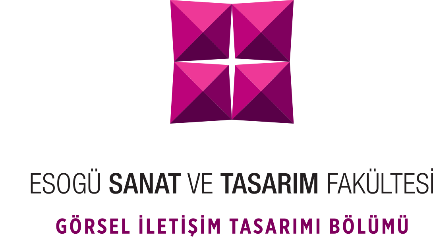 ESOGÜ SANAT VE TASARIM FAKÜLTESİ
GÖRSEL İLETİŞİM TASARIMI BÖLÜMÜ